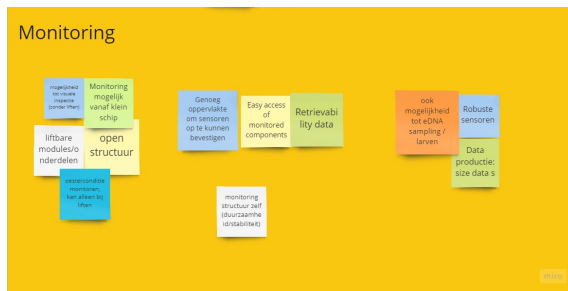 Monitoring
mogelijkheid
tot visuele
inspectie
(zonder liften)
Monitoring
mogelijk
vanaf klein
schip
liftbare
modules/o
nderdelen
open
structuur
oesterconditie
monitoren,
kan alleen bij
liften
Genoeg
oppervlakte
om sensoren
op te kunnen
bevestigen
Easy access
of
monitored
components
Retrievabi
lity data
monitoring
structuur zelf
(duurzaamhe
id/stabiliteit)
ook
mogelijkheid
tot eDNA
sampling /
larven
Robuste
sensoren
Data
productie:
size data s
miro